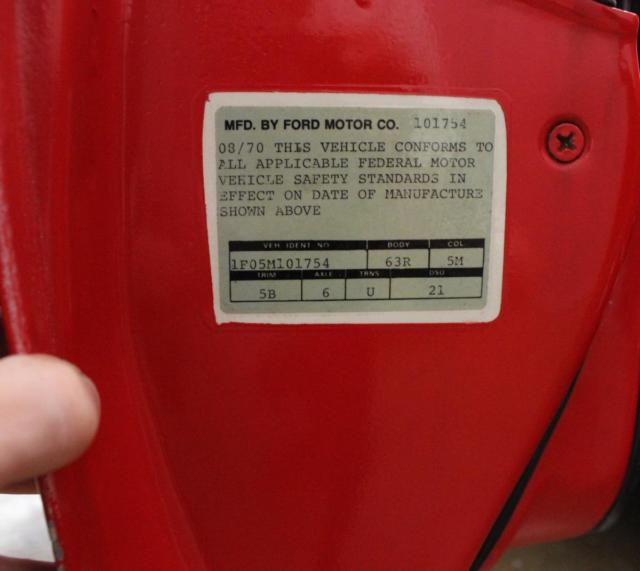 MFD. BY FORD MOTOR CO. 101754
08/70 THIS VEHICLE CONFORMS TO
ALL APPLICABLE FEDERAL MOTOR
VEHICLE SAFETY STANDARDS IN
EFFECT ON DATE OF MANUFACTURE
SHOWN ABOVE
VEH IDENT NO BODY COL
1F05M101754 63R 5M
TRIM AXLE TRNS DSO
5B 6 U 21